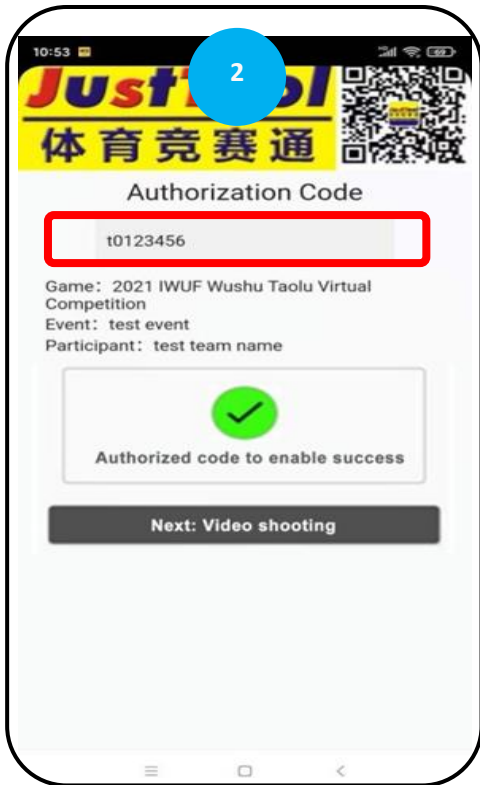 10:53
2
体育竞赛通
Authorization Code
t0123456
Game：2021 IWUF Wushu Taolu Virtual
Competition
Event：test event
Participant：test team name
Authorized code to enable success
Next: Video shooting